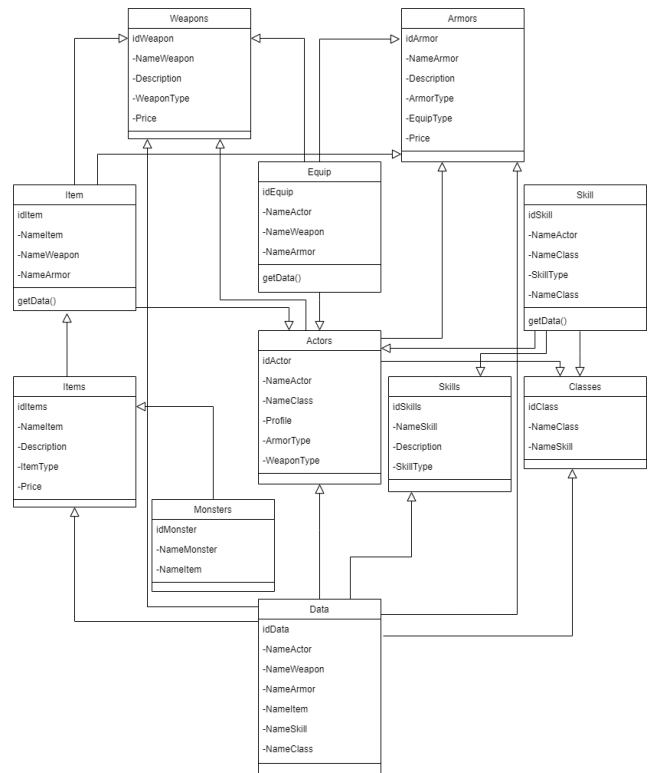 Weapons
idWeapon
-NameWeapon
-Description
-WeaponType
-Price
Armors
idArmor
-NameArmor
-Description
-ArmorType
-EquipType
-Price
Item
idItem
-NameItem
-NameWeapon
-NameArmor
getData()
Equip
idEquip
-NameActor
-NameWeapon
-NameArmor
getData()
Skill
idSkill
-NameActor
-NameClass
-SkillType
-NameClass
getData()
Items
idItems
-NameItem
-Description
-ItemType
-Price
Actors
idActor
-NameActor
-NameClass
-Profile
-ArmorType
-WeaponType
Skills
idSkills
-NameSkill
-Description
-SkillType
Classes
idClass
-NameClass
-NameSkill
Monsters
idMonster
-NameMonster
-NameItem
Data
idData
-NameActor
-NameWeapon
-NameArmor
-NameItem
-NameSkill
-NameClass